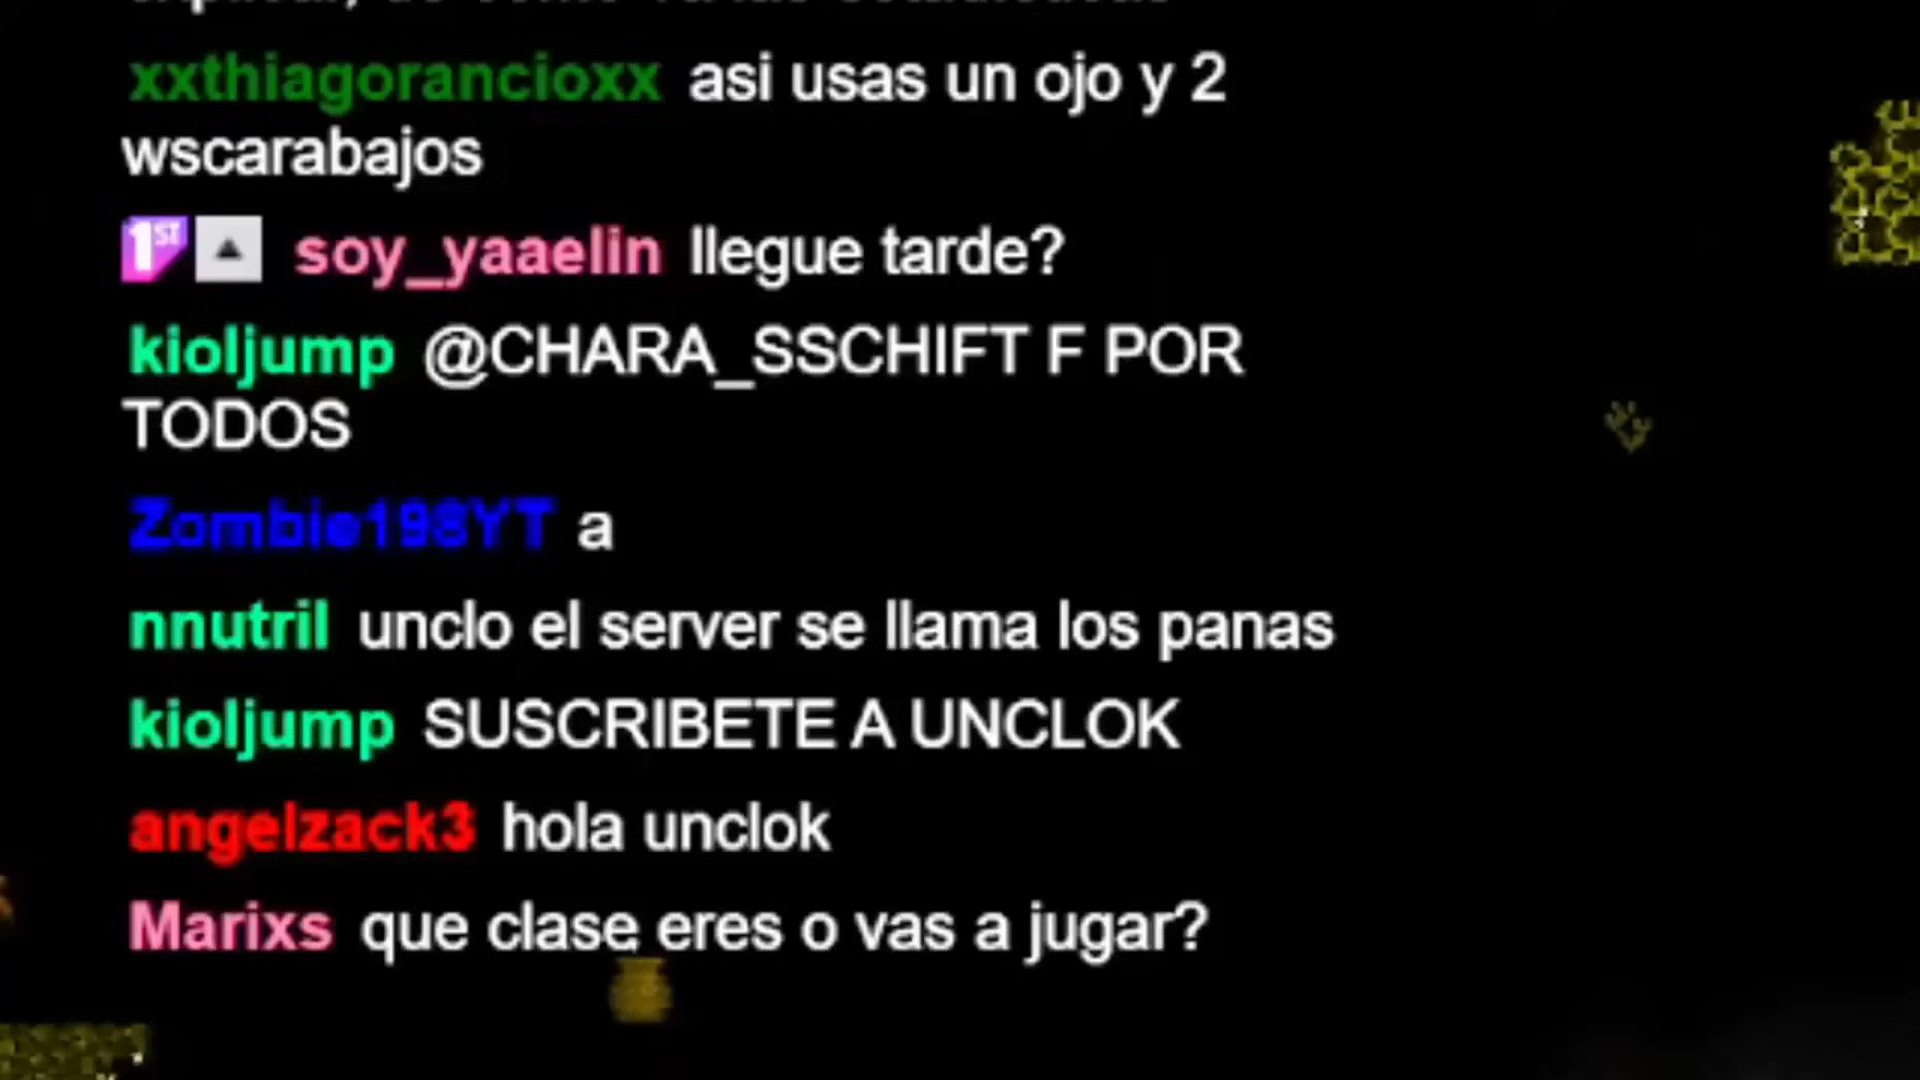 xxthiagorancioxx asi usas un ojo y 2
wscarabajos
1ST soy_yaaelin llegue tarde?
kioljump @CHARA_SSCHIFT F POR
TODOS
Zombie198YT a
nnutril unclo el server se llama los panas
kioljump SUSCRIBETE A UNCLOK
angelzack3 hola unclok
Marixs que clase eres o vas a jugar?